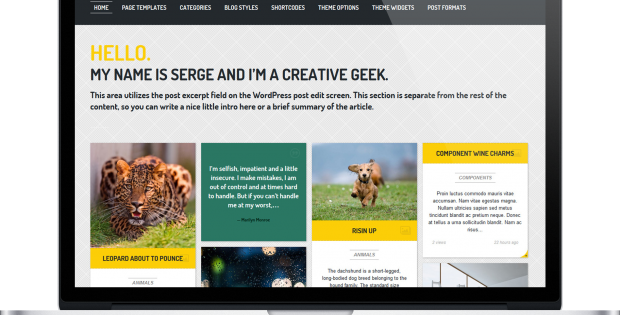 HOME PAGE TEMPLATES CATEGORIES BLOG STYLES SHORTCODES THEME OPTIONS THEME WIDGETS POST FORMATS
HELLO.
MY NAME IS SERGE AND I'M A CREATIVE GEEK.
This area utilizes the post excerpt field on the WordPress post edit screen. This section is separate from the rest of the
content, so you can write a nice little intro here or a brief summary of the article.
LEOPARD ABOUT TO POUNCE
ANIMALS
I'm selfish, impatient and a little
insecure. I make mistakes, I am
out of control and at times hard
to handle. But if you can't handle
me at my worst,....
— Marilyn Monroe
RISIN UP
ANIMALS
The dachshund is a short-legged,
long-bodied dog breed belonging to the
hound family. The standard size
COMPONENT WINE CHARMS
COMPONENTS
Proin luctus commodo mauris vitae
accumsan. Nam vitae egestas magna.
Nullam ultricies sapien sed metus
tincidunt blandit ac pretium neque. Donec
at tellus a urna sollicitudin blandit. Nam ac
risus...
hours ago